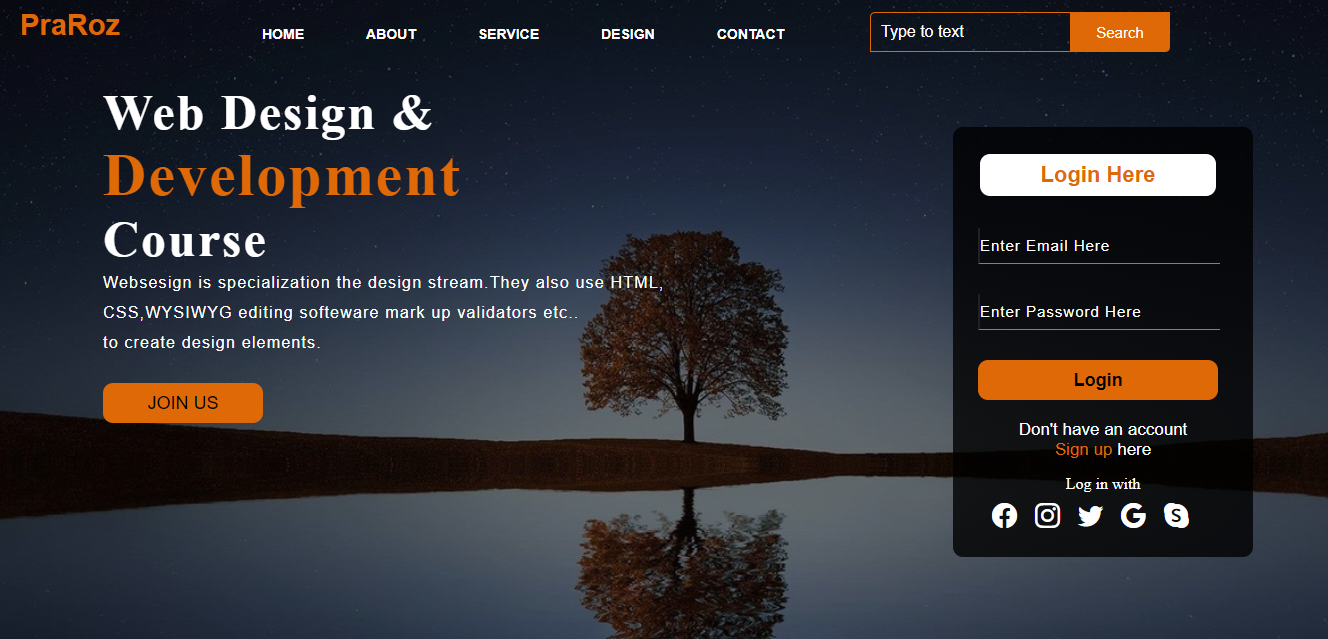 PraRoz
HOME ABOUT SERVICE DESIGN CONTACT
Type to text Search
Web Design &
Development
Course
Websesign is specialization the design stream.They also use HTML,
CSS,WYSIWYG editing softeware mark up validators etc..
to create design elements.
JOIN US
Login Here
Enter Email Here
Enter Password Here
Login
Don't have an account
Sign up here
Log in with